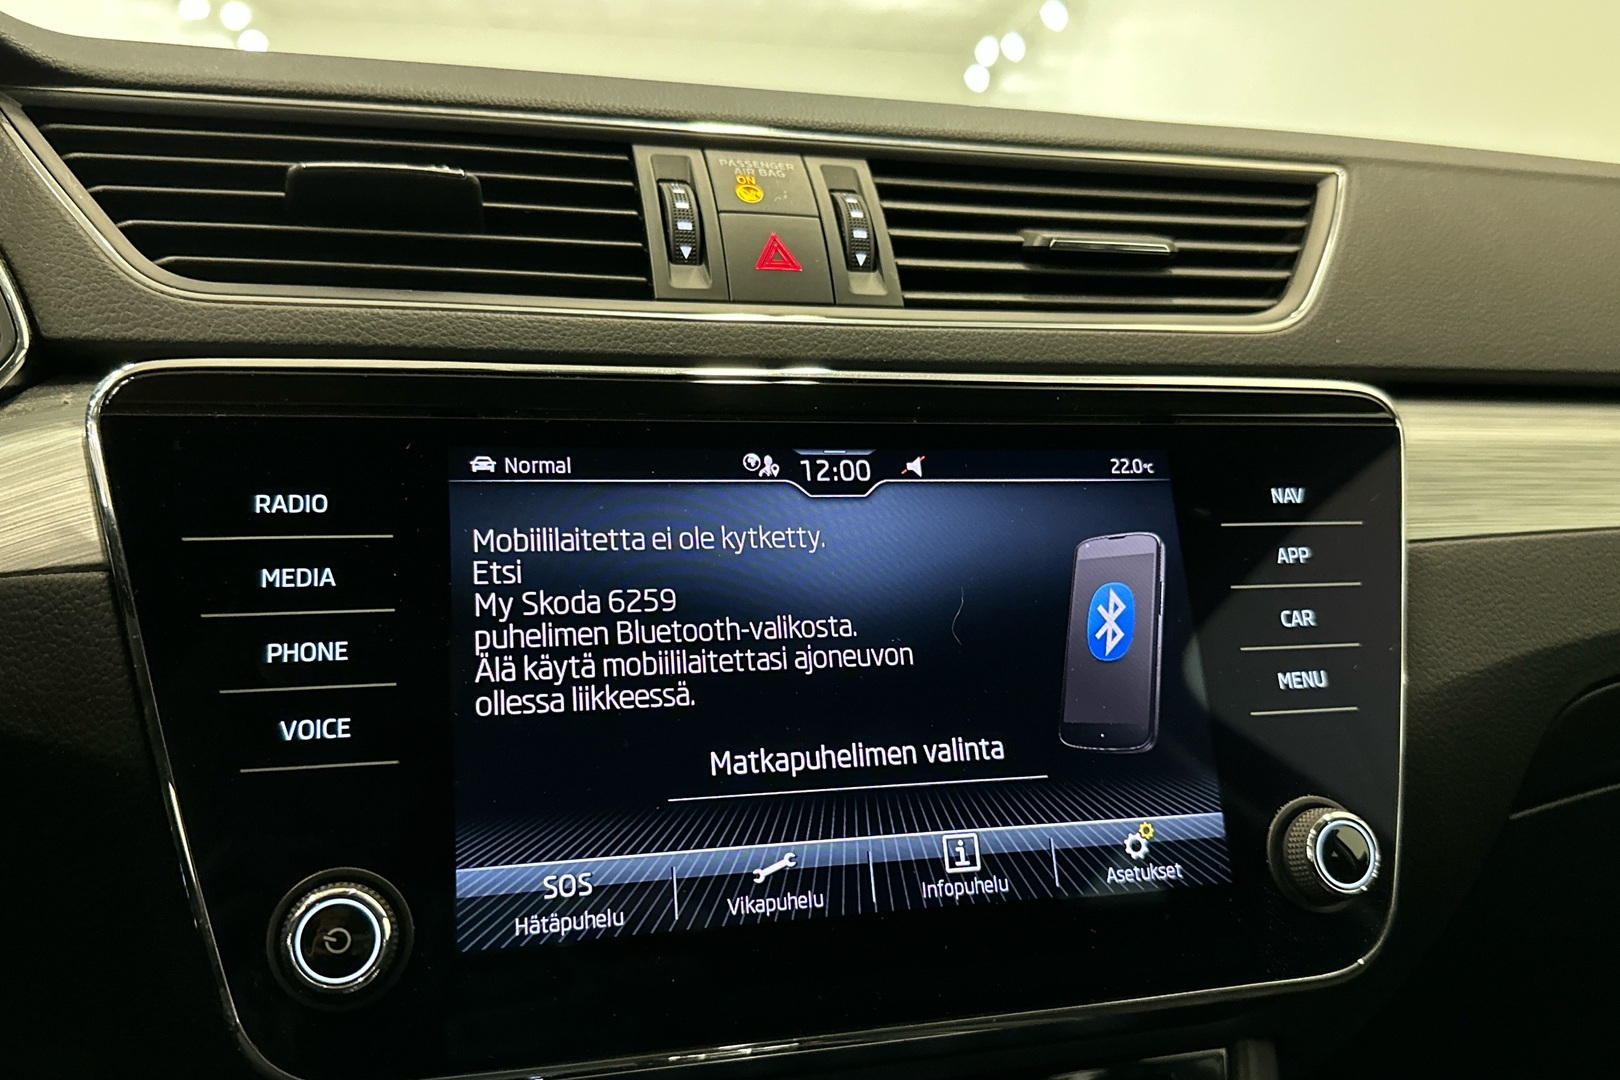 PASSENGER
AIR BAG
ON
Normal
12:00
22.0°C
RADIO
MEDIA
PHONE
VOICE
Mobiililaitetta ei ole kytketty.
Etsi
My Skoda 6259
puhelimen Bluetooth-valikosta.
Älä käytä mobiililaitettasi ajoneuvon
ollessa liikkeessä.
Matkapuhelimen valinta
SOS
Hätäpuhelu
Vikapuhelu
Infopuhelu
Asetukset
NAV
APP
CAR
MENU